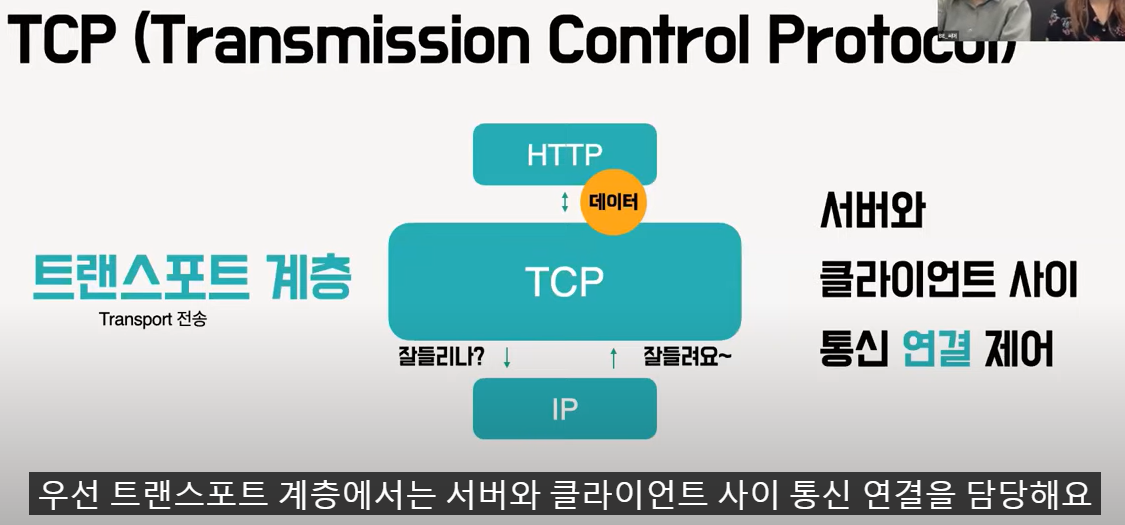 TCP (Transmission Control Protocol)
HTTP
데이터
트랜스포트 계층
Transport 전송
TCP
서버와
클라이언트 사이
통신 연결 제어
잘들리나?
잘들려요~
IP
우선 트랜스포트 계층에서는 서버와 클라이언트 사이 통신 연결을 담당해요